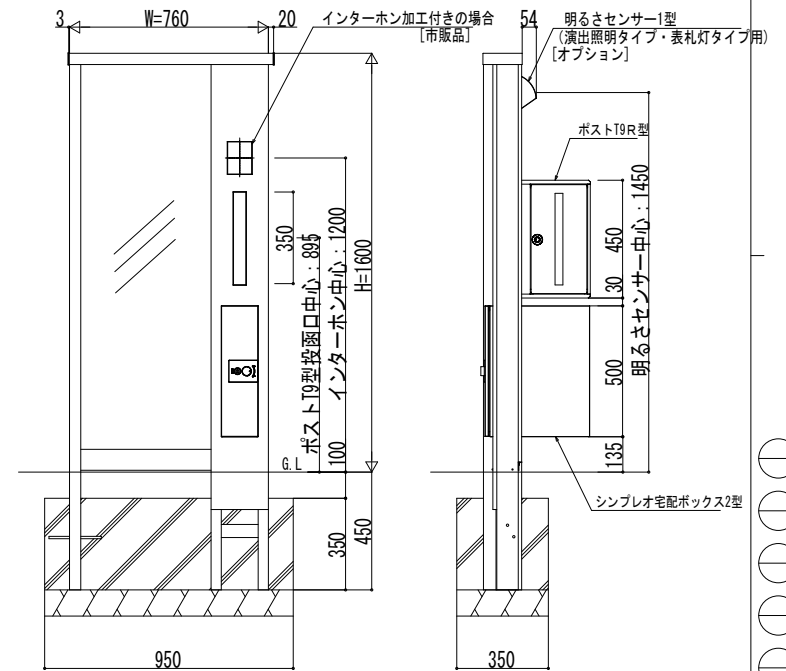 3
W=760
20
インターホン加工付きの場合
[市販品]
54
明るさセンサー1型
(演出照明タイプ・表札灯タイプ用)
[オプション]
ポストT9R型
350
ポストT9型投函口中心:895
インターホン中心:1200
H=1600
450
30
明るさセンサー中心:1450
500
135
G.L
100
シンプレオ宅配ボックス2型
350
450
950
350